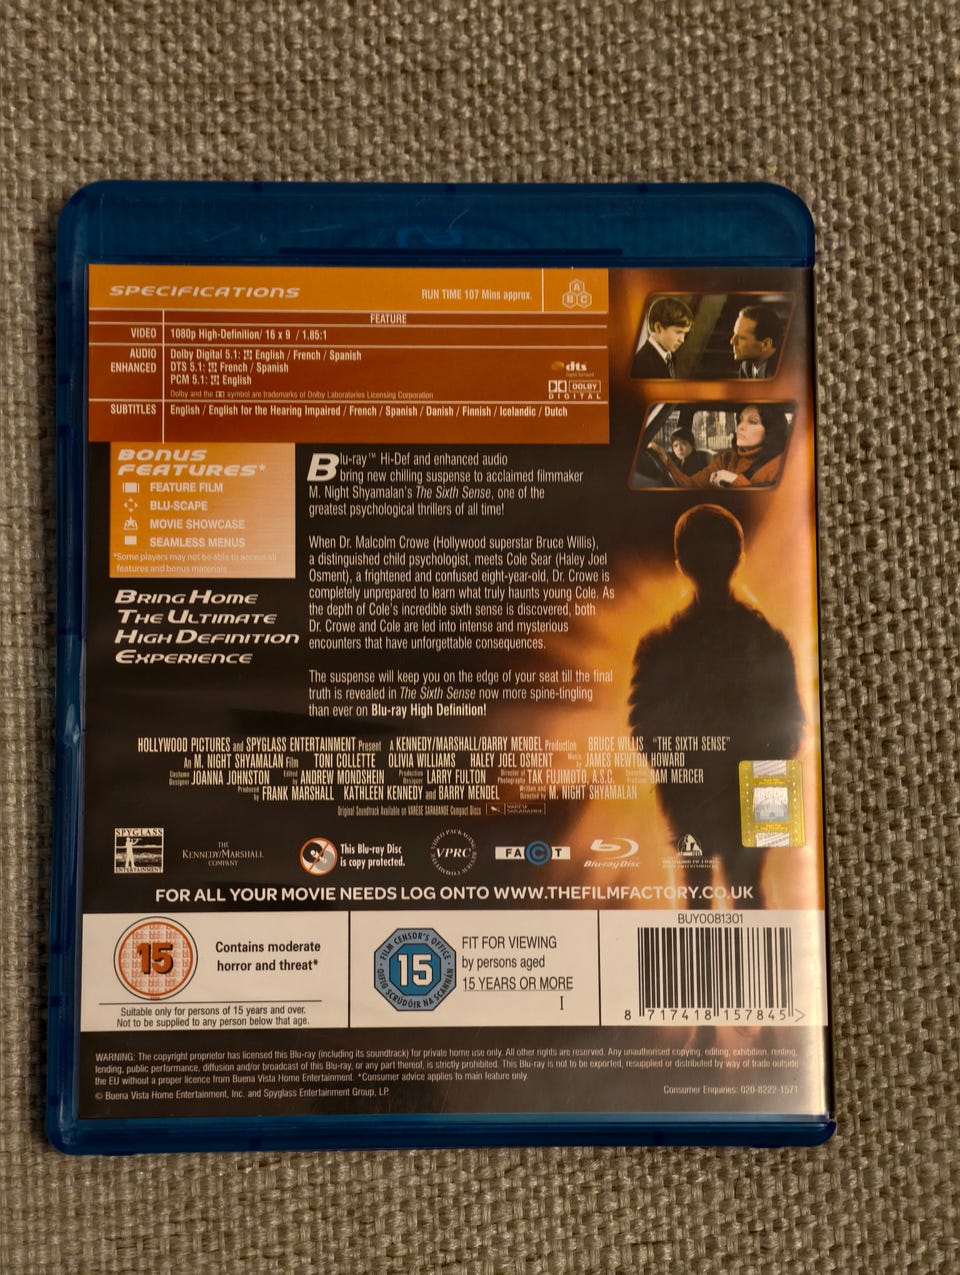 SPECIFICATIONS
RUN TIME 107 Mins approx.
A
B C
FEATURE
VIDEO 1080p High-Definition/ 16 x 9 / 1.85:1
AUDIO ENHANCED
Dolby Digital 5.1: English / French / Spanish
DTS 5.1: French / Spanish
PCM 5.1: English
Dolby and the symbol are trademarks of Dolby Laboratories Licensing Corporation
dts
Digital Surround
DOLBY
DIGITAL
SUBTITLES English / English for the Hearing Impaired / French / Spanish / Danish / Finnish / Icelandic / Dutch
BONUS
FEATURES*
FEATURE FILM
BLU-SCAPE
MOVIE SHOWCASE
SEAMLESS MENUS
*Some players may not be able to access all
features and bonus materials
BRING HOME
THE ULTIMATE
HIGH DEFINITION
EXPERIENCE
Blu-ray™ Hi-Def and enhanced audio
bring new chilling suspense to acclaimed filmmaker
M. Night Shyamalan's The Sixth Sense, one of the
greatest psychological thrillers of all time!
When Dr. Malcolm Crowe (Hollywood superstar Bruce Willis),
a distinguished child psychologist, meets Cole Sear (Haley Joel
Osment), a frightened and confused eight-year-old, Dr. Crowe is
completely unprepared to learn what truly haunts young Cole. As
the depth of Cole's incredible sixth sense is discovered, both
Dr. Crowe and Cole are led into intense and mysterious
encounters that have unforgettable consequences.
The suspense will keep you on the edge of your seat till the final
truth is revealed in The Sixth Sense now more spine-tingling
than ever on Blu-ray High Definition!
HOLLYWOOD PICTURES and SPYGLASS ENTERTAINMENT Present A KENNEDY/MARSHALL/BARRY MENDEL Production BRUCE WILLIS "THE SIXTH SENSE"
An M. NIGHT SHYAMALAN Film TONI COLLETTE OLIVIA WILLIAMS HALEY JOEL OSMENT Music by JAMES NEWTON HOWARD
Costume Designer JOANNA JOHNSTON Edited by ANDREW MONDSHEIN Production Designer LARRY FULTON Director of Photography TAK FUJIMOTO, A.S.C. Executive Producer SAM MERCER
Produced by FRANK MARSHALL KATHLEEN KENNEDY and BARRY MENDEL Written and Directed by M. NIGHT SHYAMALAN
Original Soundtrack Available on VARÈSE SARABANDE Compact Discs VARÈSE SARABANDE
SPYGLASS
ENTERTAINMENT
THE
KENNEDY/MARSHALL
COMPANY
This Blu-ray Disc
is copy protected.
VIDEO PACKAGING REVIEW COMMITTEE
VPRC
FACT
Blu-ray Disc
FOR ALL YOUR MOVIE NEEDS LOG ONTO WWW.THEFILMFACTORY.CO.UK
15
Contains moderate
horror and threat*
Suitable only for persons of 15 years and over.
Not to be supplied to any person below that age.
FILM CENSOR'S OFFICE
15
OIFIG SCRÚDÓIR NA SCANNÁN
FIT FOR VIEWING
by persons aged
15 YEARS OR MORE
I
BUY0081301
8 717418 157845 >
WARNING: The copyright proprietor has licensed this Blu-ray (including its soundtrack) for private home use only. All other rights are reserved. Any unauthorised copying, editing, exhibition, renting,
lending, public performance, diffusion and/or broadcast of this Blu-ray, or any part thereof, is strictly prohibited. This Blu-ray is not to be exported, resupplied or distributed by way of trade outside
the EU without a proper licence from Buena Vista Home Entertainment. *Consumer advice applies to main feature only.
© Buena Vista Home Entertainment, Inc. and Spyglass Entertainment Group, LP.
Consumer Enquiries: 020-8222-1571